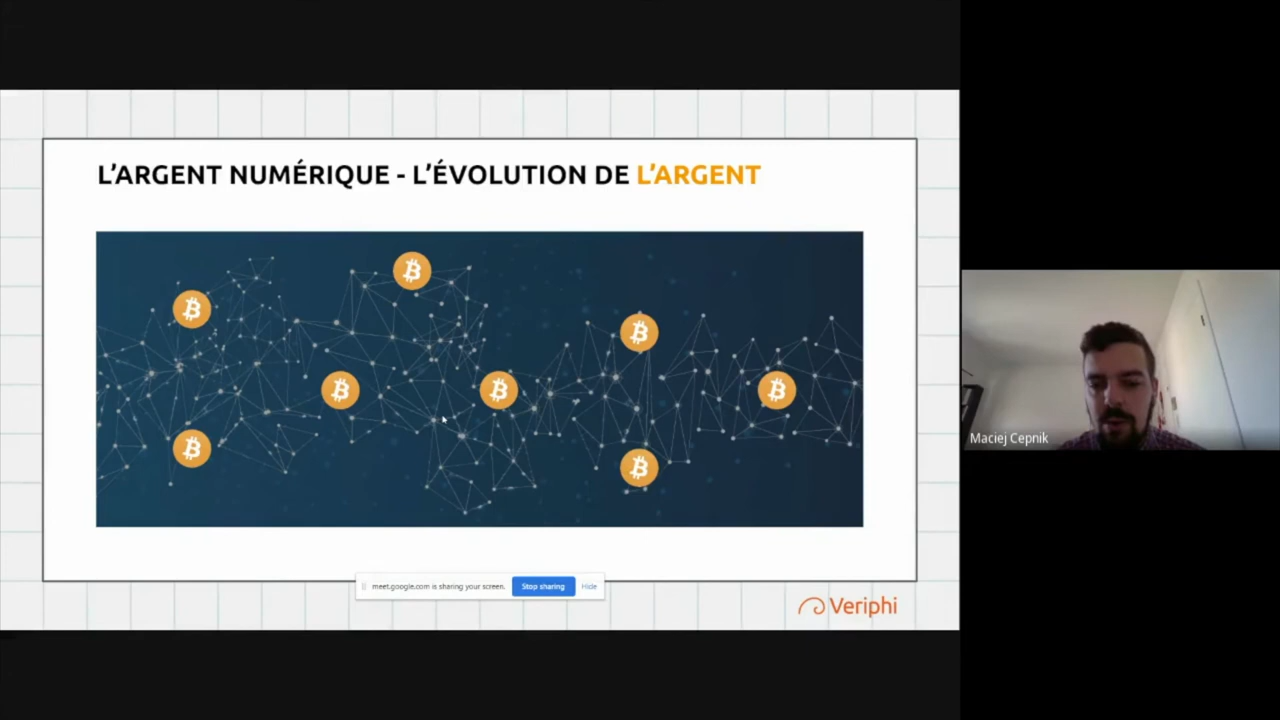 L'ARGENT NUMÉRIQUE - L'ÉVOLUTION DE L'ARGENT
meet.google.com is sharing your screen. Stop sharing Hide
Veriphi
Maciej Cepnik